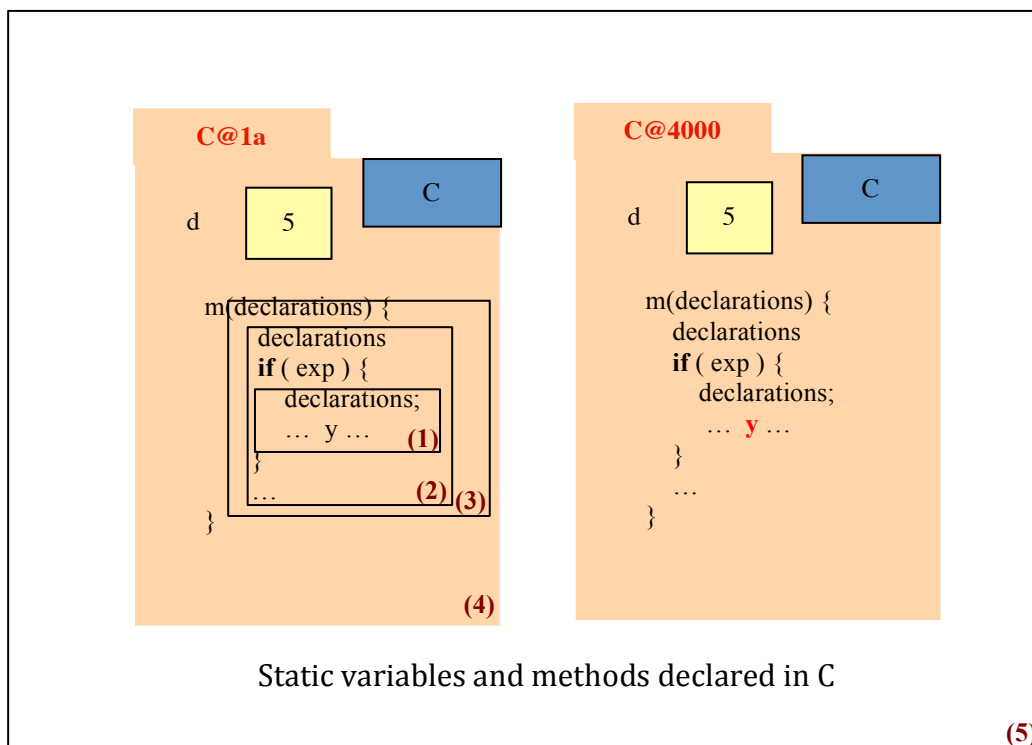 C@1a
C
d
5
m(declarations) {
declarations
if ( exp ) {
declarations;
… y …
(1)
}
…
(2)
(3)
}
(4)
C@4000
C
d
5
m(declarations) {
declarations
if ( exp ) {
declarations;
… y …
}
…
}
Static variables and methods declared in C
(5)